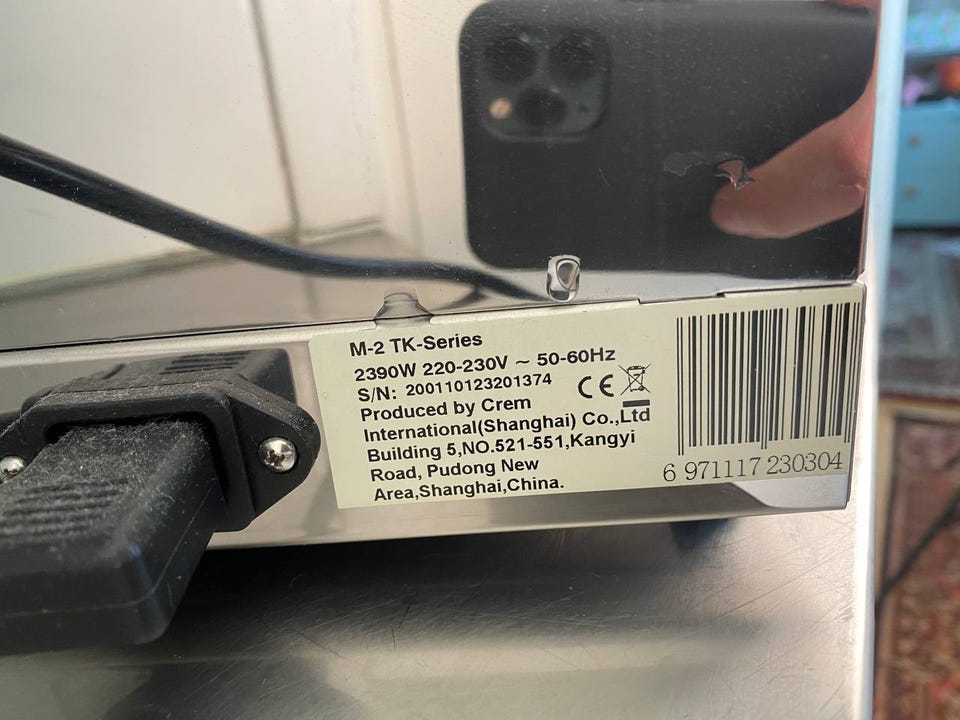 M-2 TK-Series
2390W 220-230V ~ 50-60Hz
S/N: 200110123201374
CE
Produced by Crem
International(Shanghai) Co.,Ltd
Building 5,NO.521-551,Kangyi
Road, Pudong New
Area,Shanghai,China.
6 971117 230304